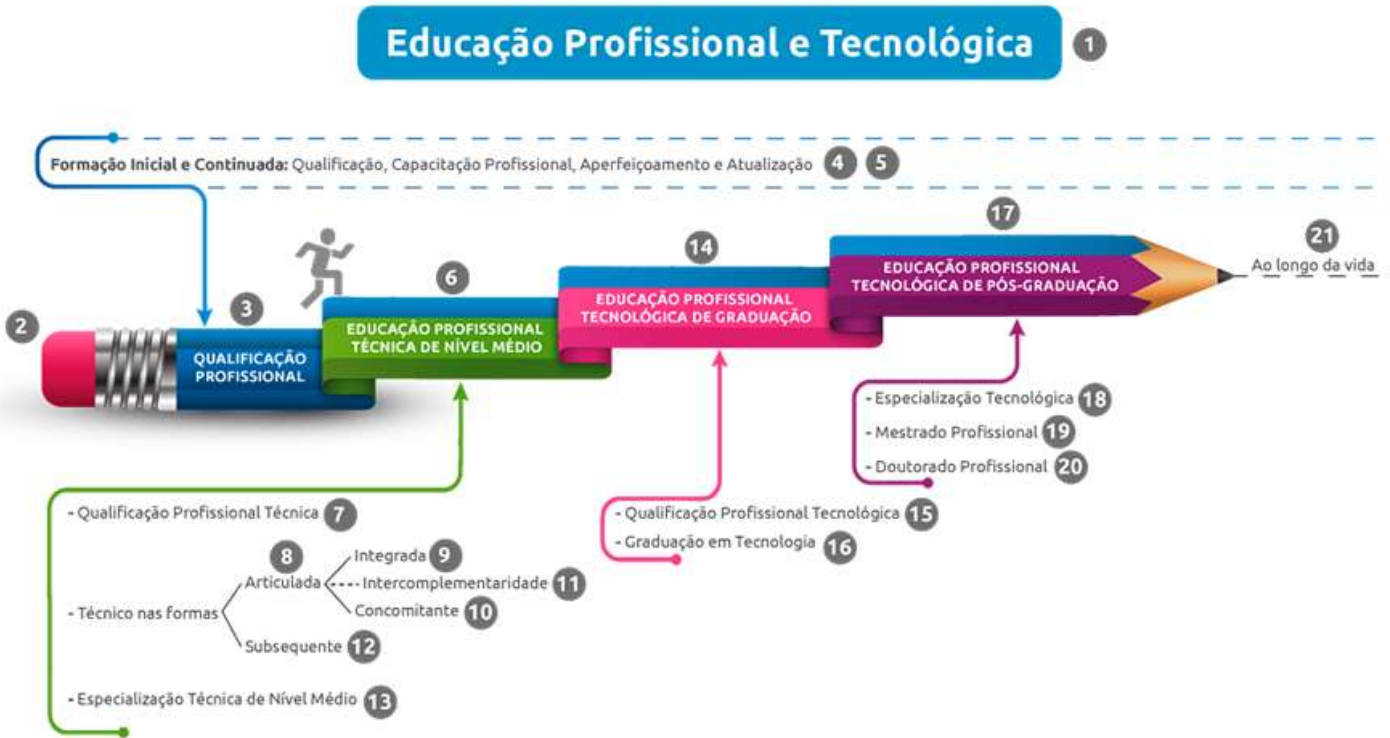 Educação Profissional e Tecnológica 1
Formação Inicial e Continuada: Qualificação, Capacitação Profissional, Aperfeiçoamento e Atualização 4 5
2
3
QUALIFICAÇÃO
PROFISSIONAL
6
EDUCAÇÃO PROFISSIONAL
TÉCNICA DE NÍVEL MÉDIO
14
EDUCAÇÃO PROFISSIONAL
TECNOLÓGICA DE GRADUAÇÃO
17
EDUCAÇÃO PROFISSIONAL
TECNOLÓGICA DE PÓS-GRADUAÇÃO
21
Ao longo da vida
- Qualificação Profissional Técnica 7
- Técnico nas formas
8
Articulada
Integrada 9
Intercomplementaridade 11
Concomitante 10
Subsequente 12
- Especialização Técnica de Nível Médio 13
- Qualificação Profissional Tecnológica 15
- Graduação em Tecnologia 16
- Especialização Tecnológica 18
- Mestrado Profissional 19
- Doutorado Profissional 20